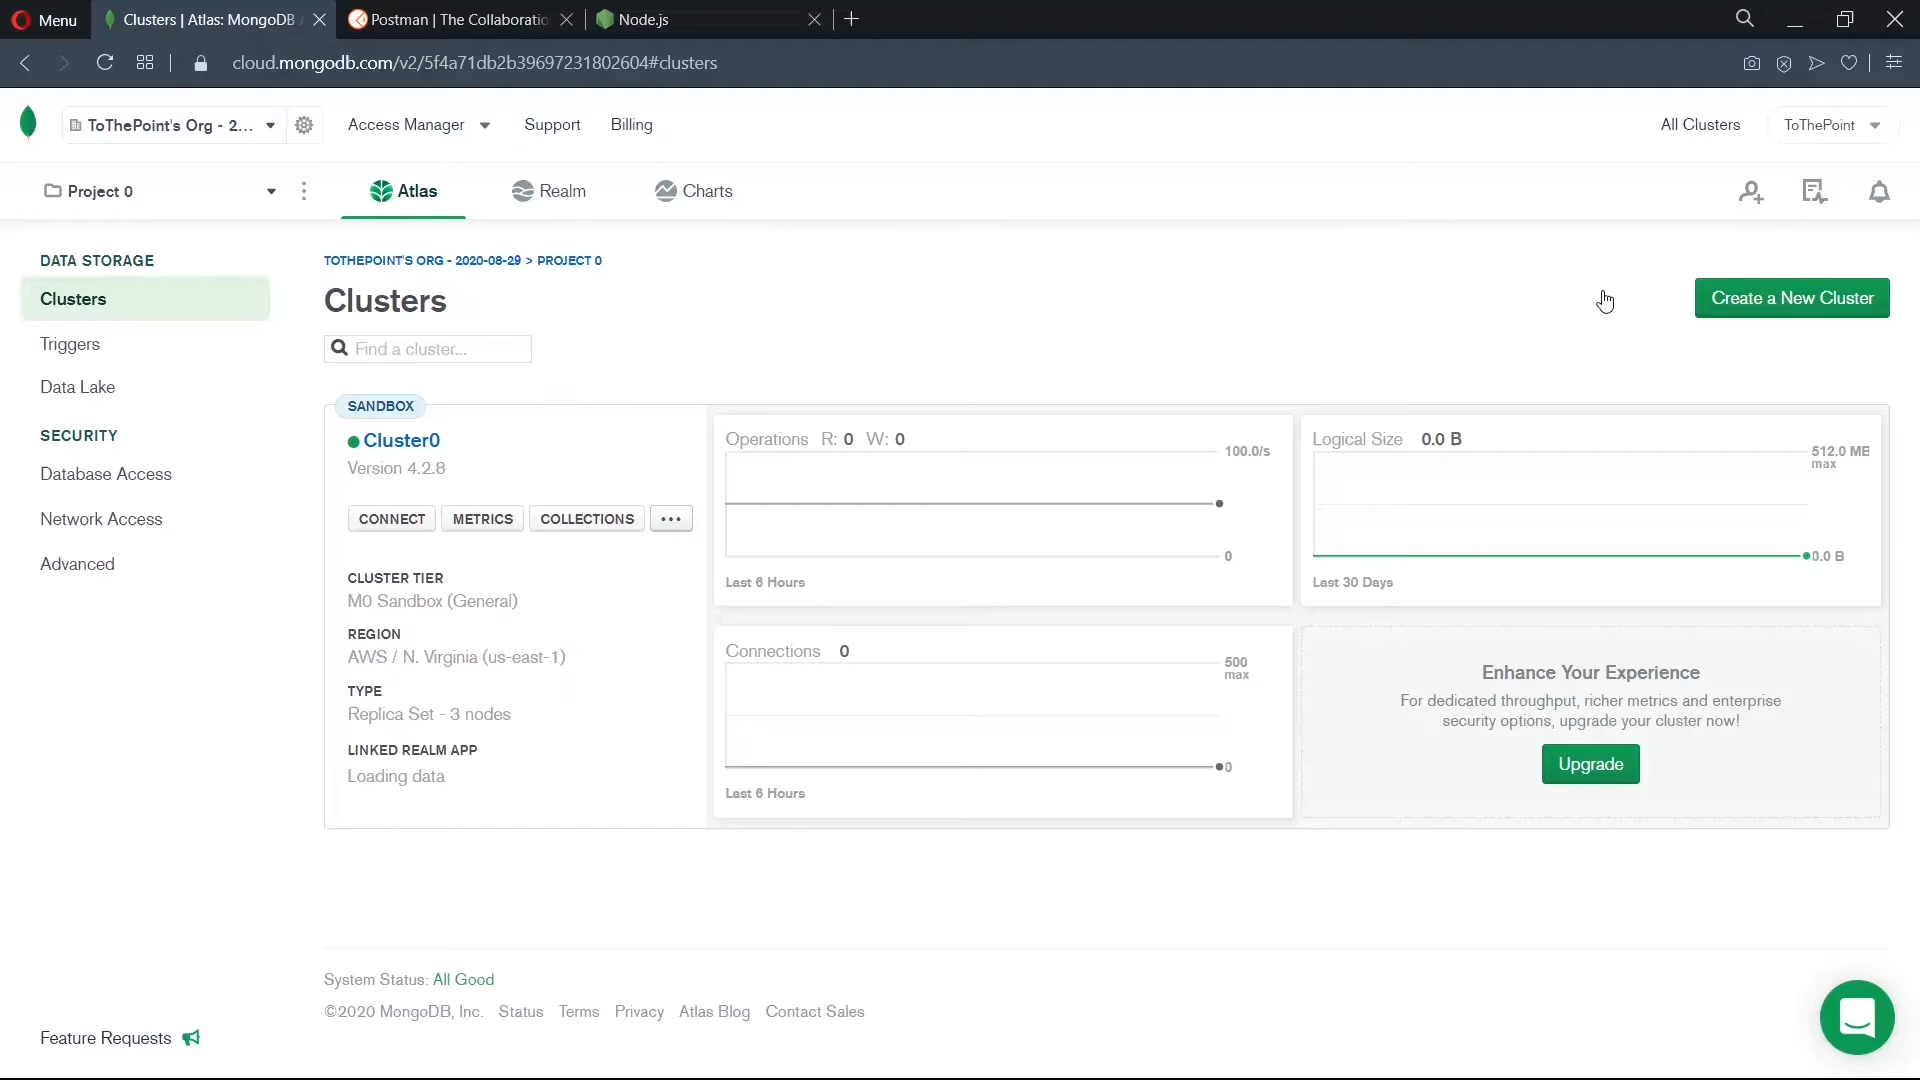 Menu
Clusters | Atlas: MongoDB
Postman | The Collaboratio
Node.js
cloud.mongodb.com/v2/5f4a71db2b39697231802604#clusters
ToThePoint's Org - 2...
Access Manager
Support
Billing
All Clusters
ToThePoint
Project 0
Atlas
Realm
Charts
DATA STORAGE
Clusters
Triggers
Data Lake
SECURITY
Database Access
Network Access
Advanced
Feature Requests
TOTHEPOINT'S ORG - 2020-08-29 > PROJECT 0
Clusters
Create a New Cluster
Find a cluster...
SANDBOX
Cluster0
Version 4.2.8
CONNECT
METRICS
COLLECTIONS
...
CLUSTER TIER
M0 Sandbox (General)
REGION
AWS / N. Virginia (us-east-1)
TYPE
Replica Set - 3 nodes
LINKED REALM APP
Loading data
Operations R: 0 W: 0
100.0/s
0
Last 6 Hours
Logical Size 0.0 B
512.0 MB
max
0.0 B
Last 30 Days
Connections 0
500
max
0
Last 6 Hours
Enhance Your Experience
For dedicated throughput, richer metrics and enterprise
security options, upgrade your cluster now!
Upgrade
System Status: All Good
©2020 MongoDB, Inc. Status Terms Privacy Atlas Blog Contact Sales